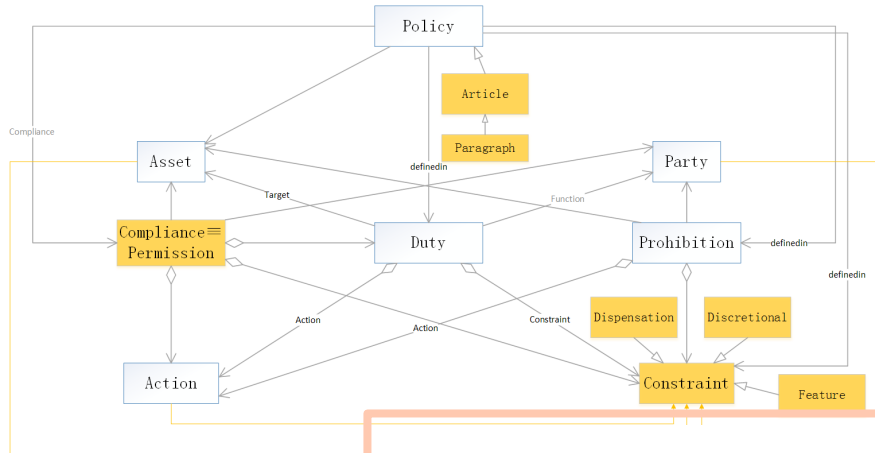 Policy
Article
Compliance
Paragraph
Asset
definedin
Party
Target
Function
Compliance≡
Permission
Duty
Prohibition
definedin
definedin
Dispensation
Discretional
Action
Action
Constraint
Action
Constraint
Feature